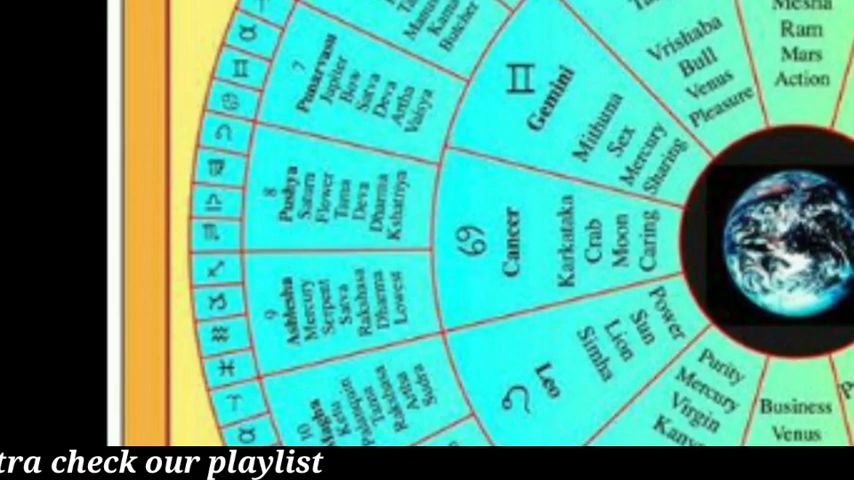 Butcher
7
Punarvasu
Jupiter
Bow
Satva
Deva
Artha
Vaisya
8
Pushya
Saturn
Flower
Tama
Deva
Dharma
Kshatriya
9
Ashlesha
Mercury
Serpent
Satva
Rakshasa
Dharma
Lowest
10
Magha
Ketu
Tama
Rakshasa
Artha
Sudra
♊
Gemini
Mithuna
Sex
Mercury
Sharing
♋
Cancer
Karkataka
Crab
Moon
Caring
Leo
Simha
Lion
Sun
Power
Vrishaba
Bull
Venus
Pleasure
Mesha
Ram
Mars
Action
Purity
Mercury
Virgin
Business
Venus
tra check our playlist